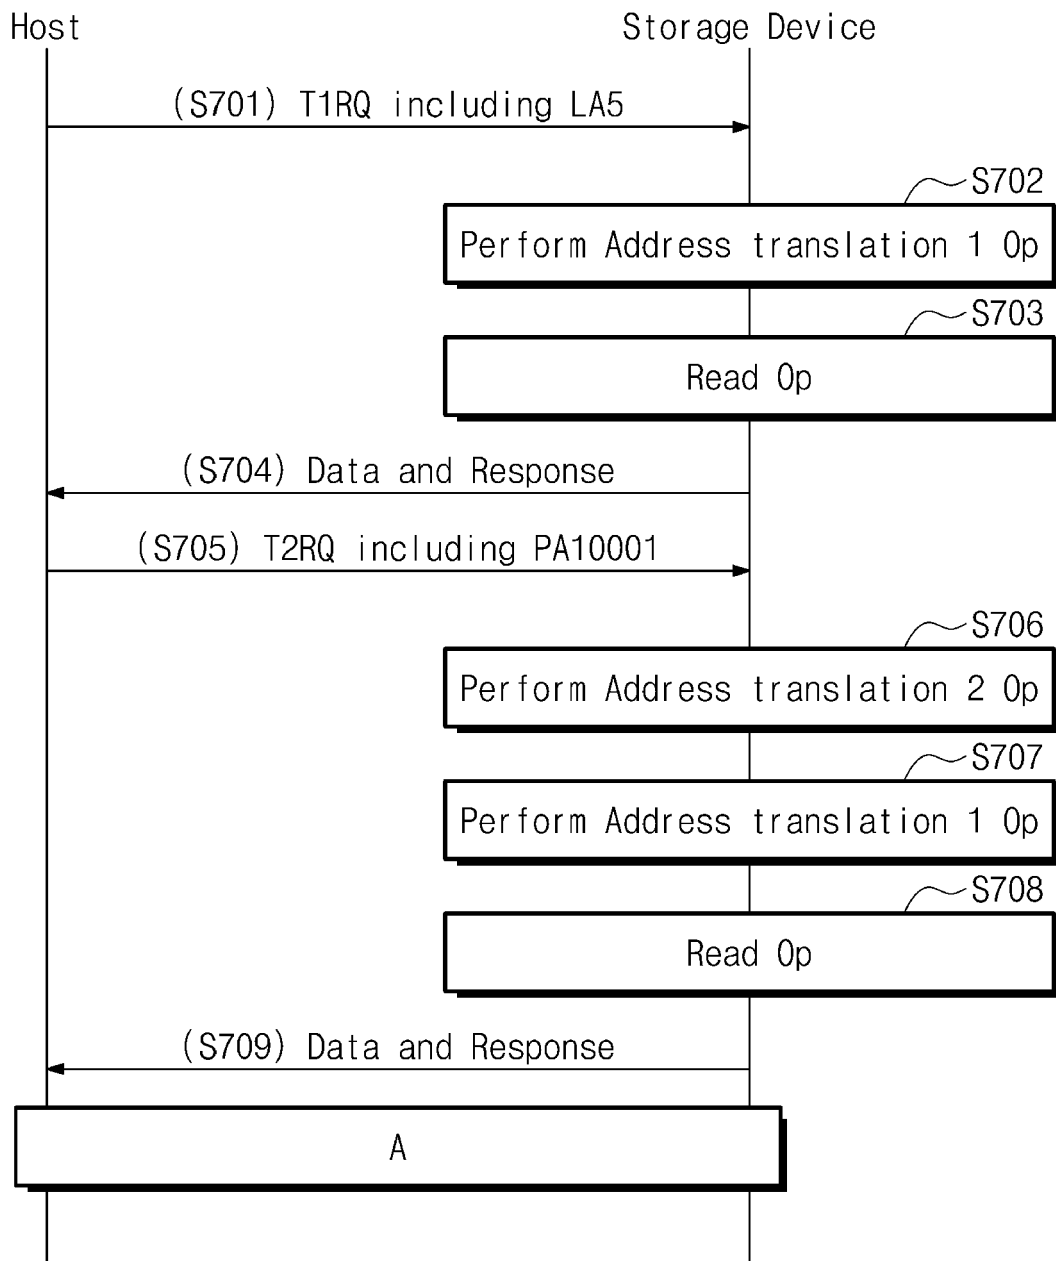 Host Storage Device
(S701) T1RQ including LA5
S702
Perform Address translation 1 Op
S703
Read Op
(S704) Data and Response
(S705) T2RQ including PA10001
S706
Perform Address translation 2 Op
S707
Perform Address translation 1 Op
S708
Read Op
(S709) Data and Response
A